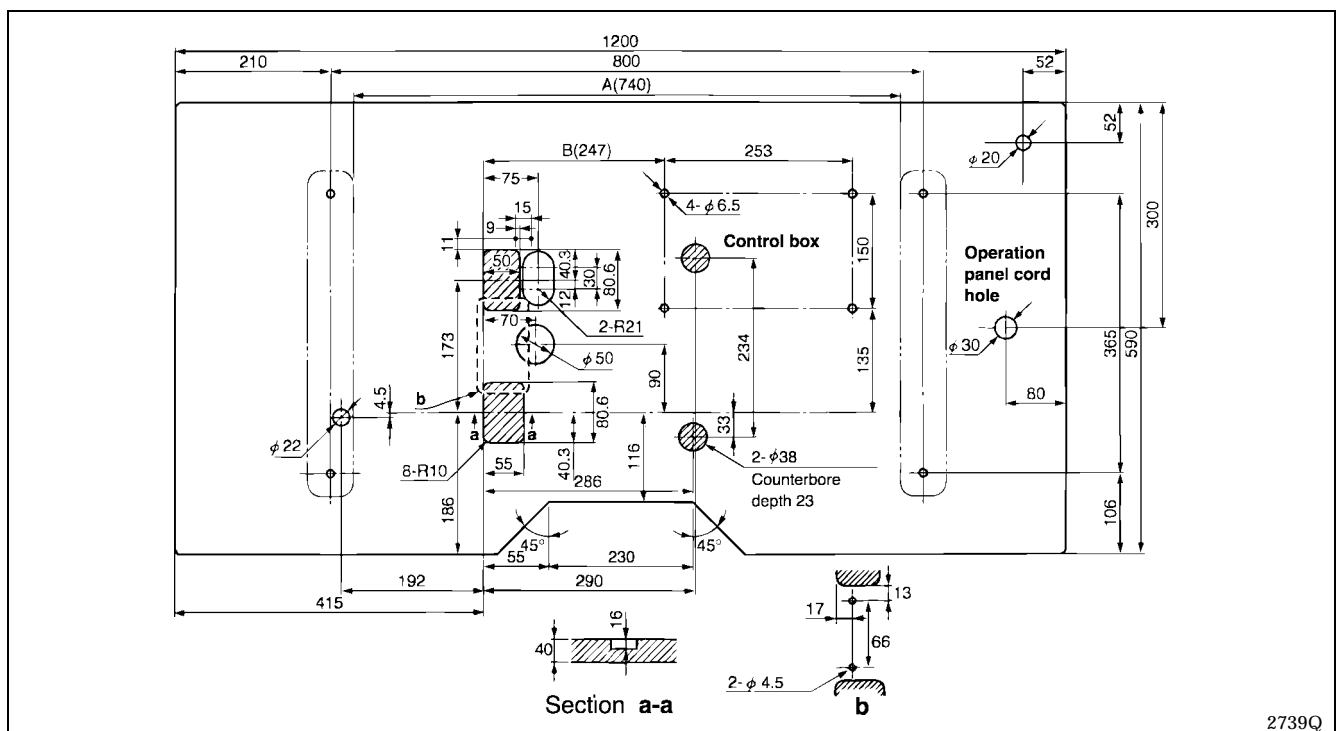 1200
210
800
52
A(740)
B(247)
253
52
75
φ20
15
4-φ6.5
9
11
Control box
300
50
40.3
30
80.6
150
Operation
panel cord
hole
12
2-R21
70
173
φ50
234
φ30
365
590
90
135
4.5
b
80.6
80
33
a
a
φ22
8-R10
55
40.3
116
2-φ38
Counterbore
depth 23
286
186
106
45°
45°
55
230
192
290
415
13
17
16
40
66
2-φ4.5
Section a-a
b
2739Q